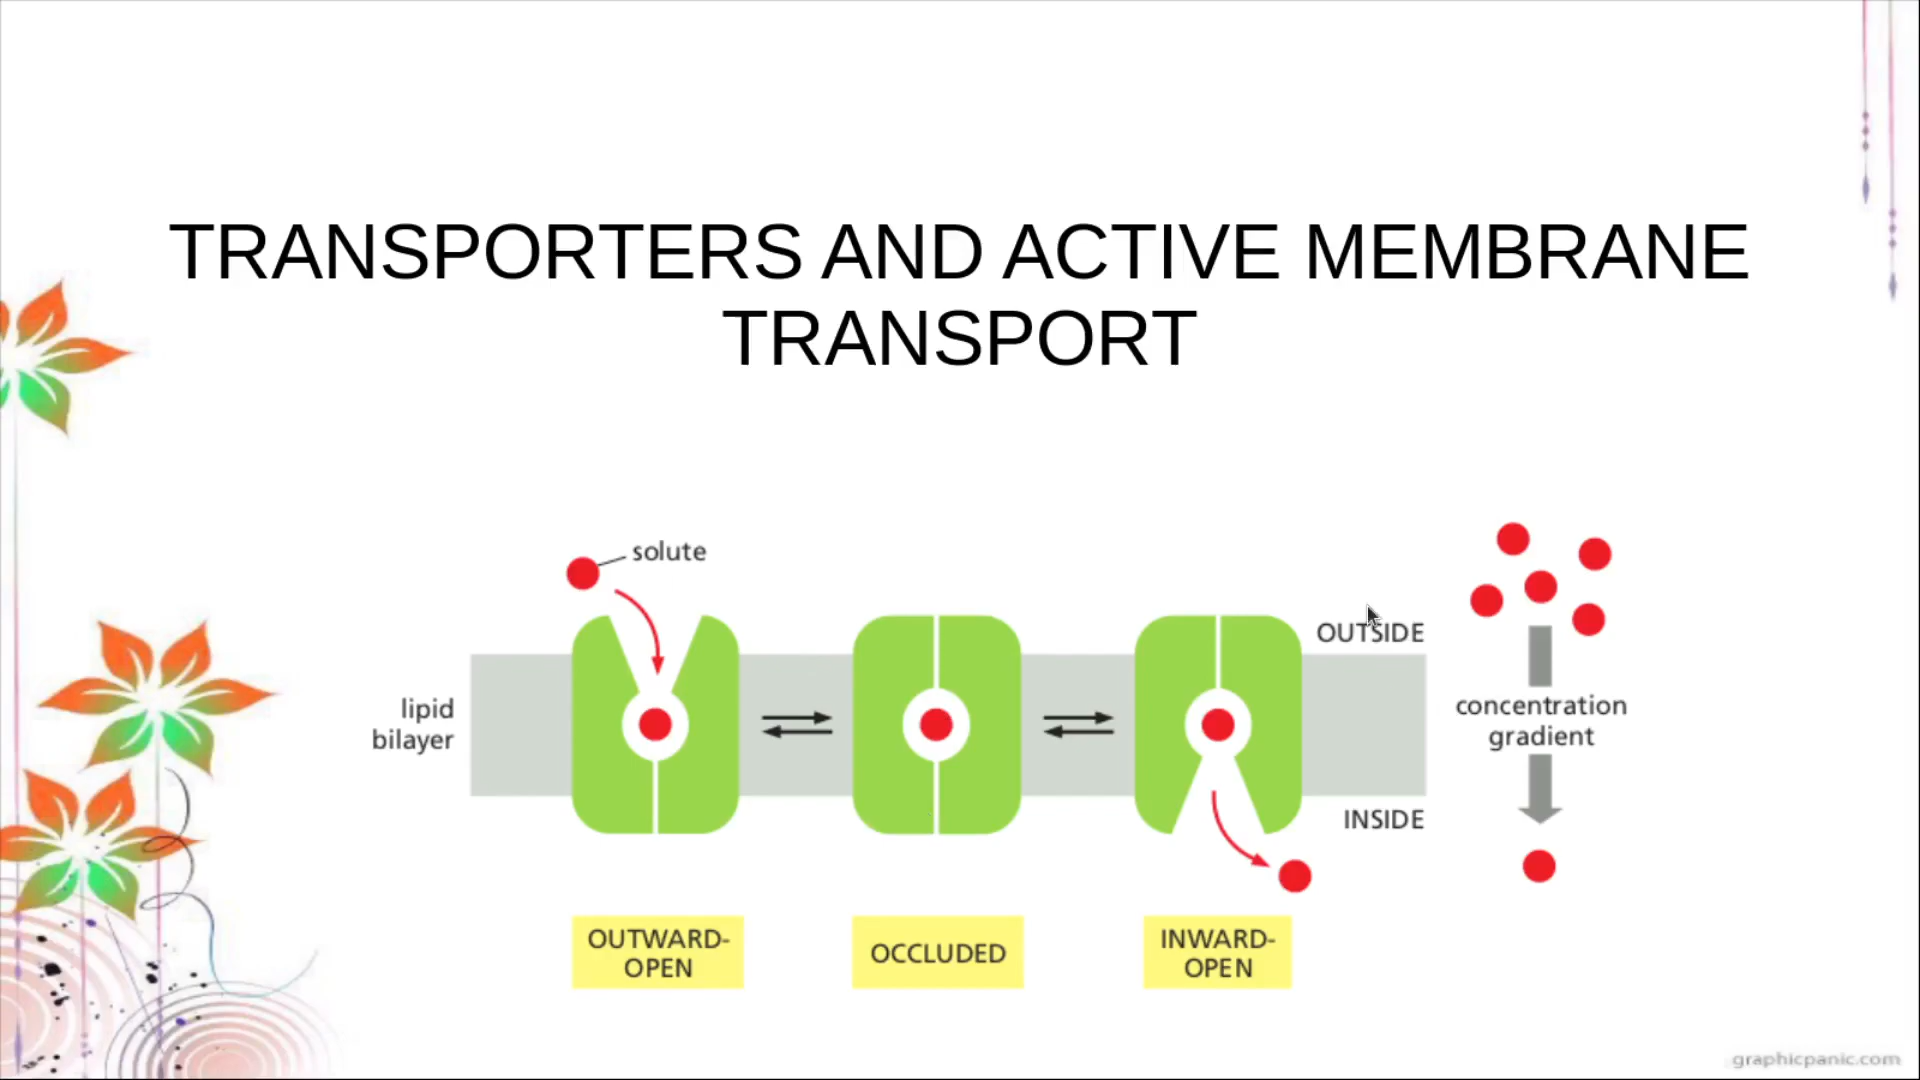 TRANSPORTERS AND ACTIVE MEMBRANE
TRANSPORT
solute
OUTSIDE
lipid
bilayer
concentration
gradient
INSIDE
OUTWARD-
OPEN
OCCLUDED
INWARD-
OPEN
graphicpanic.com